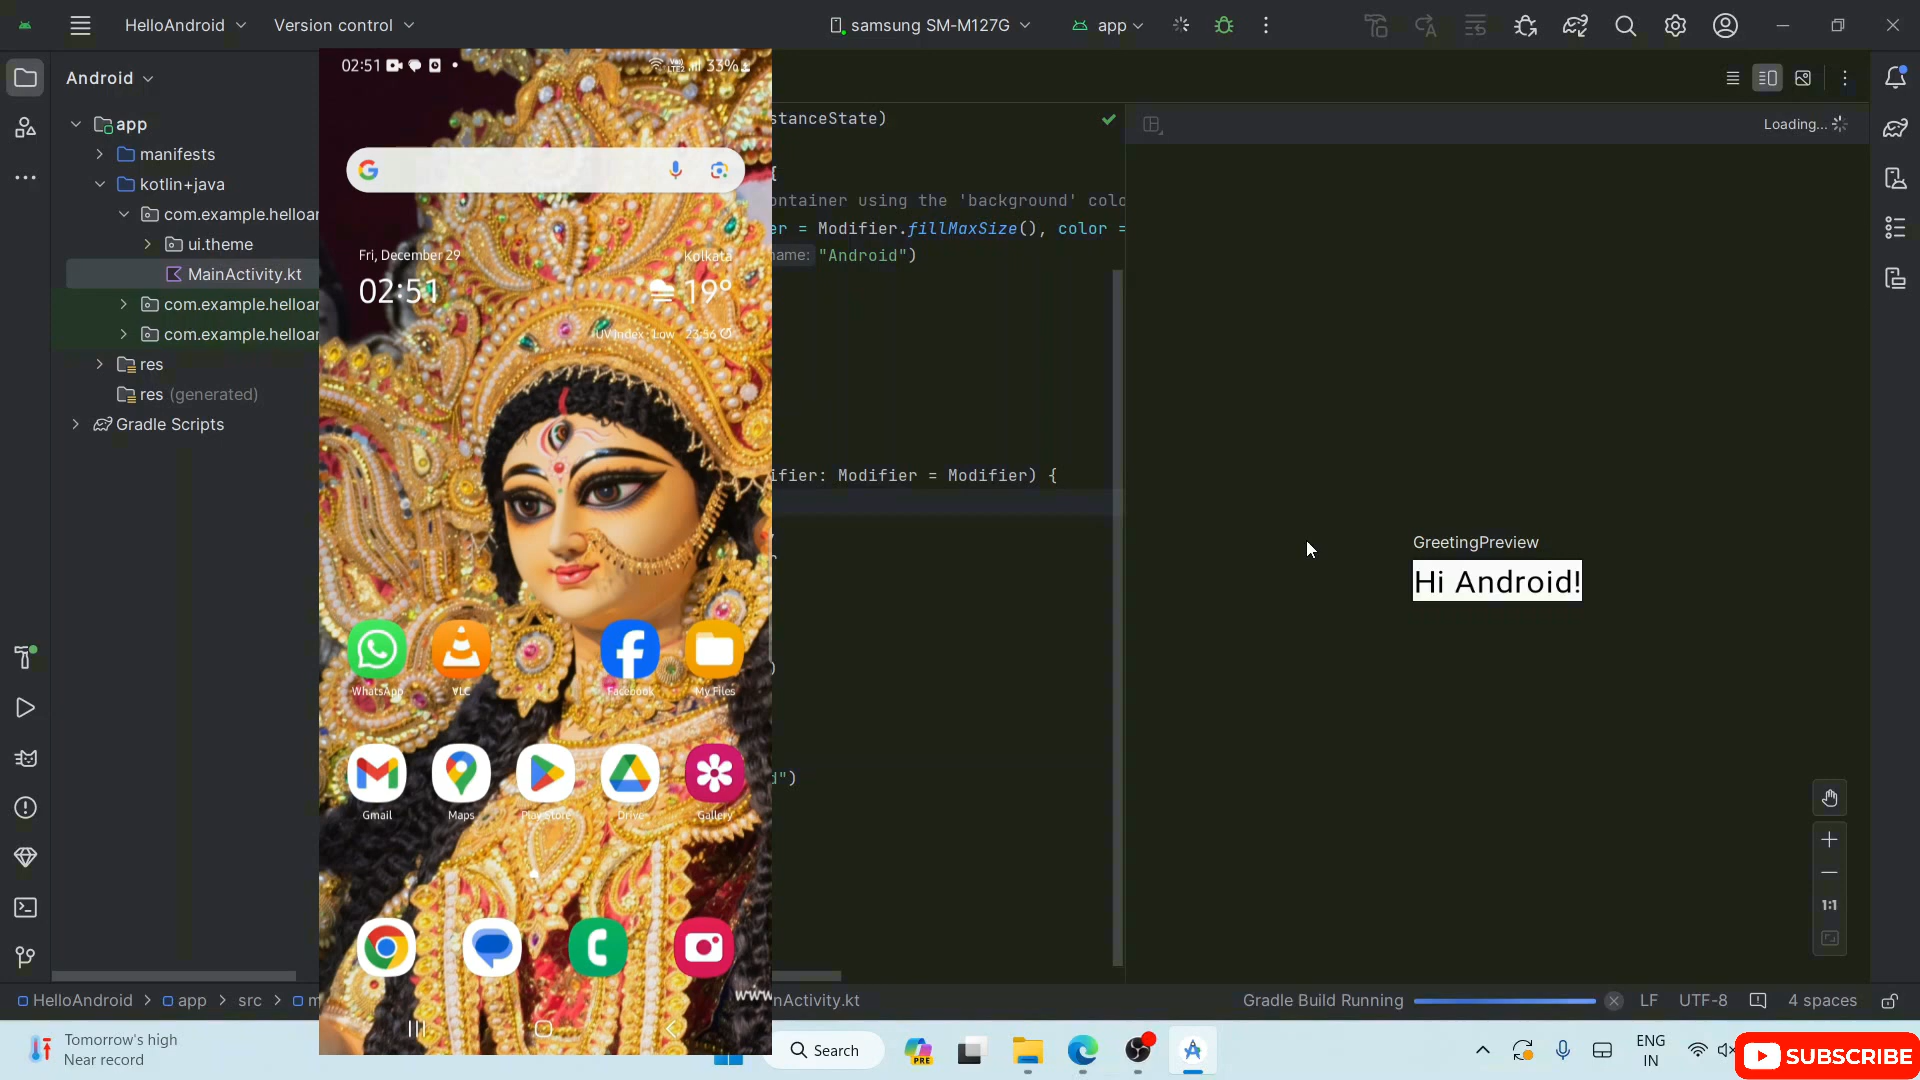 HelloAndroid
Version control
samsung SM-M127G
app
Android
app
manifests
kotlin+java
com.example.helloar
ui.theme
MainActivity.kt
com.example.helloar
com.example.helloar
res
res (generated)
Gradle Scripts
02:51
33%
Fri, December 29
02:51
Kolkata
19°
UV index : Low
23:56
WhatsApp
VLC
Facebook
My Files
Gmail
Maps
Play Store
Drive
Gallery
www
stanceState)
{
ontainer using the 'background' colo
er = Modifier.fillMaxSize(), color =
name: "Android")
ifier: Modifier = Modifier) {
)
d")
Loading...
GreetingPreview
Hi Android!
1:1
HelloAndroid > app > src > m
nActivity.kt
Gradle Build Running
LF
UTF-8
4 spaces
Tomorrow's high
Near record
Search
PRE
ENG
IN
SUBSCRIBE